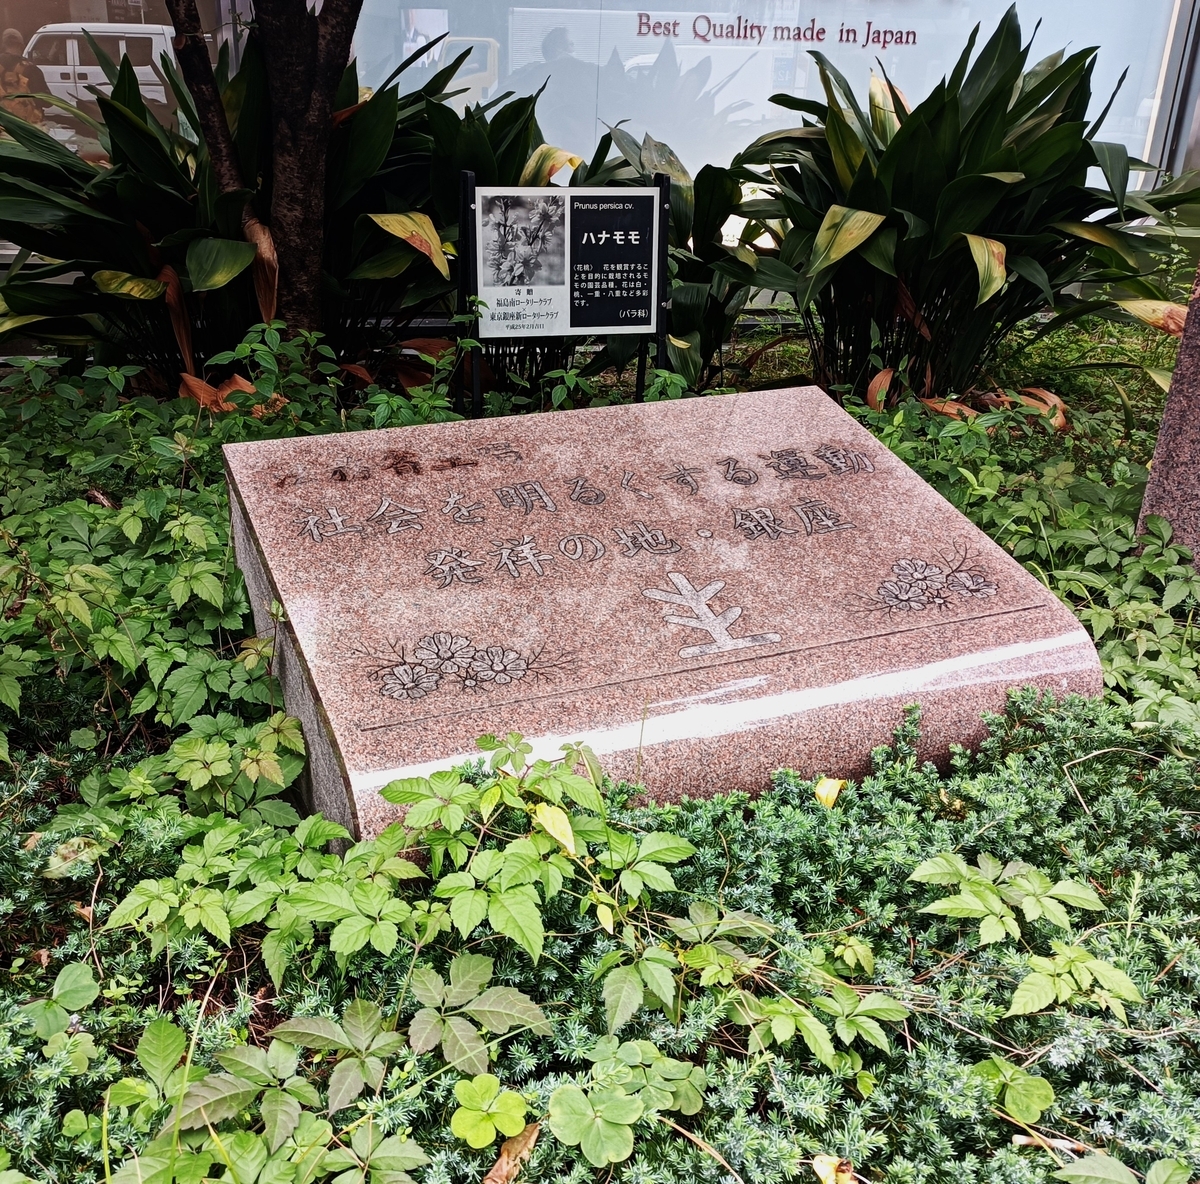 Best Quality made in Japan
Prunus persica cv.
ハナモモ
(花桃) 花を観賞するこ
とを目的に栽培されるモ
モの園芸品種。花は白・
桃、一重・八重など多彩
です。
(バラ科)
寄 贈
福島南ロータリークラブ
東京銀座新ロータリークラブ
社会を明るくする運動
発祥の地・銀座